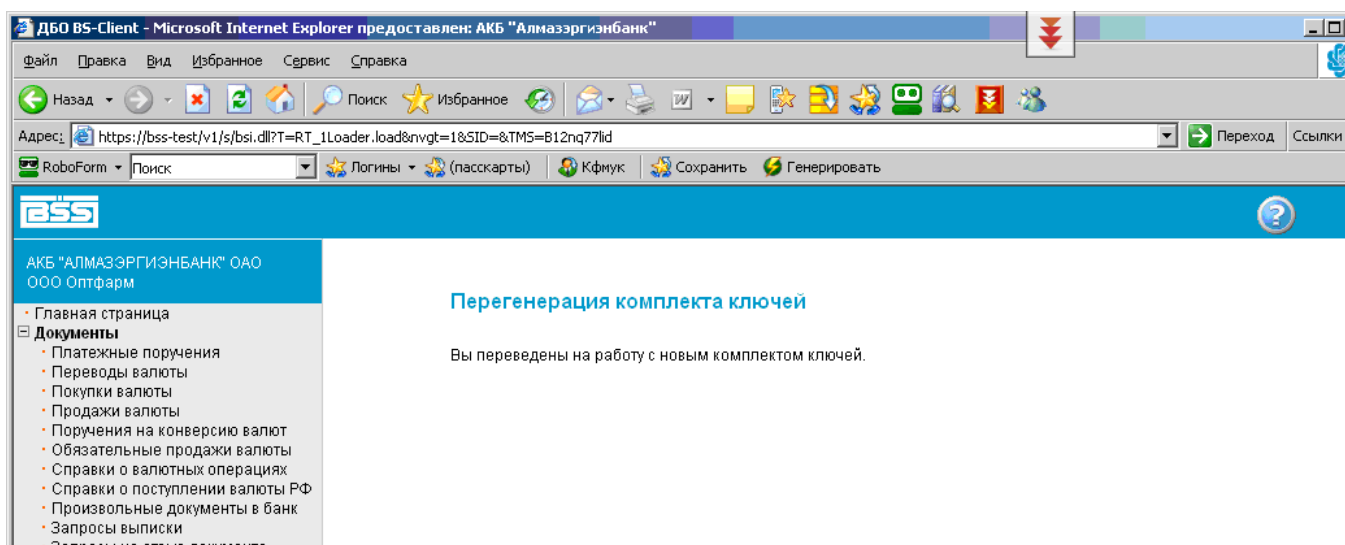 ДБО BS-Client - Microsoft Internet Explorer предоставлен: АКБ "Алмазэргиэнбанк"
Файл Правка Вид Избранное Сервис Справка
Назад Поиск Избранное
Адрес: https://bss-test/v1/s/bsi.dll?T=RT_1Loader.load&nvgt=1&SID=&TMS=B12nq77lid Переход Ссылки
RoboForm Поиск Логины (пасскарты) Кфмук Сохранить Генерировать
BSS
АКБ "АЛМАЗЭРГИЭНБАНК" ОАО
ООО Оптфарм
Главная страница
Документы
Платежные поручения
Переводы валюты
Покупки валюты
Продажи валюты
Поручения на конверсию валют
Обязательные продажи валюты
Справки о валютных операциях
Справки о поступлении валюты РФ
Произвольные документы в банк
Запросы выписки
Перегенерация комплекта ключей
Вы переведены на работу с новым комплектом ключей.